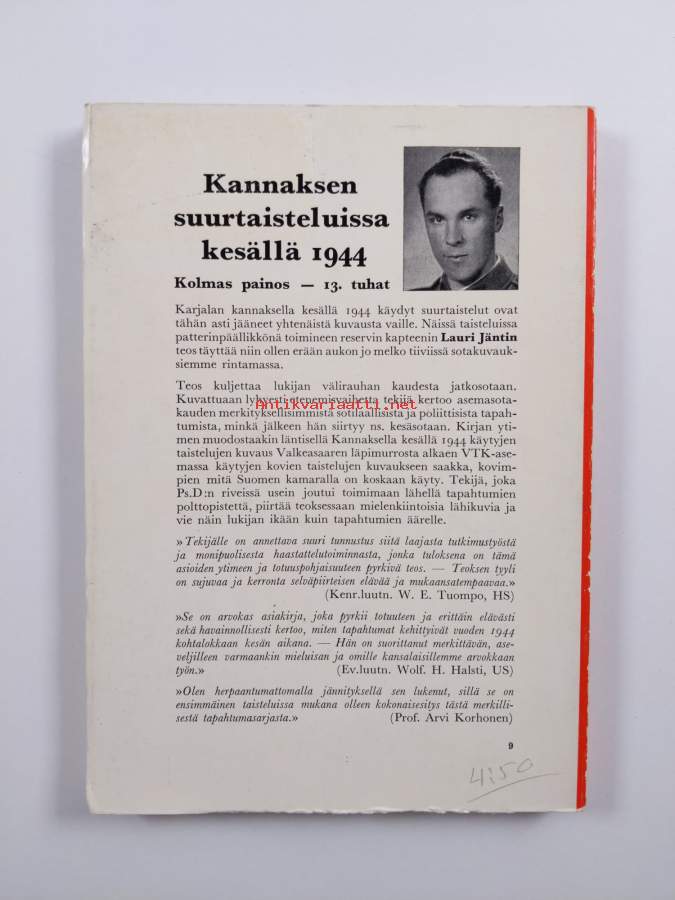 Kannaksen
suurtaisteluissa
kesällä 1944
Kolmas painos — 13. tuhat
Karjalan kannaksella kesällä 1944 käydyt suurtaistelut ovat
tähän asti jääneet yhtenäistä kuvausta vaille. Näissä taisteluissa
patterinpäällikkönä toimineen reservin kapteenin Lauri Jäntin
teos täyttää niin ollen erään aukon jo melko tiiviissä sotakuvauk-
siemme rintamassa.
Teos kuljettaa lukijan välirauhan kaudesta jatkosotaan.
Kuvattuaan lyhyesti etenemisvaihetta tekijä kertoo asemasota-
Antikvariaatti.net
kauden merkityksellisimmistä sotilaallisista ja poliittisista tapah-
tumista, minkä jälkeen hän siirtyy ns. kesäsotaan. Kirjan yti-
men muodostaakin läntisellä Kannaksella kesällä 1944 käytyjen
taistelujen kuvaus Valkeasaaren läpimurrosta alkaen VTK-ase-
massa käytyjen kovien taistelujen kuvaukseen saakka, kovim-
pien mitä Suomen kamaralla on koskaan käyty. Tekijä, joka
Ps.D:n riveissä usein joutui toimimaan lähellä tapahtumien
polttopistettä, piirtää teoksessaan mielenkiintoisia lähikuvia ja
vie näin lukijan ikään kuin tapahtumien äärelle.
»Tekijälle on annettava suuri tunnustus siitä laajasta tutkimustyöstä
ja monipuolisesta haastattelutoiminnasta, jonka tuloksena on tämä
asioiden ytimeen ja totuuspohjaisuuteen pyrkivä teos. — Teoksen tyyli
on sujuvaa ja kerronta selväpiirteisen elävää ja mukaansatempaavaa.»
(Kenr.luutn. W. E. Tuompo, HS)
»Se on arvokas asiakirja, joka pyrkii totuuteen ja erittäin elävästi
sekä havainnollisesti kertoo, miten tapahtumat kehittyivät vuoden 1944
kohtalokkaan kesän aikana. — Hän on suorittanut merkittävän, ase-
veljilleen varmaankin mieluisan ja omille kansalaisillemme arvokkaan
työn.» (Ev.luutn. Wolf. H. Halsti, US)
»Olen herpaantumattomalla jännityksellä sen lukenut, sillä se on
ensimmäinen taisteluissa mukana olleen kokonaisesitys tästä merkilli-
sestä tapahtumasarjasta.» (Prof. Arvi Korhonen)
9
4:50